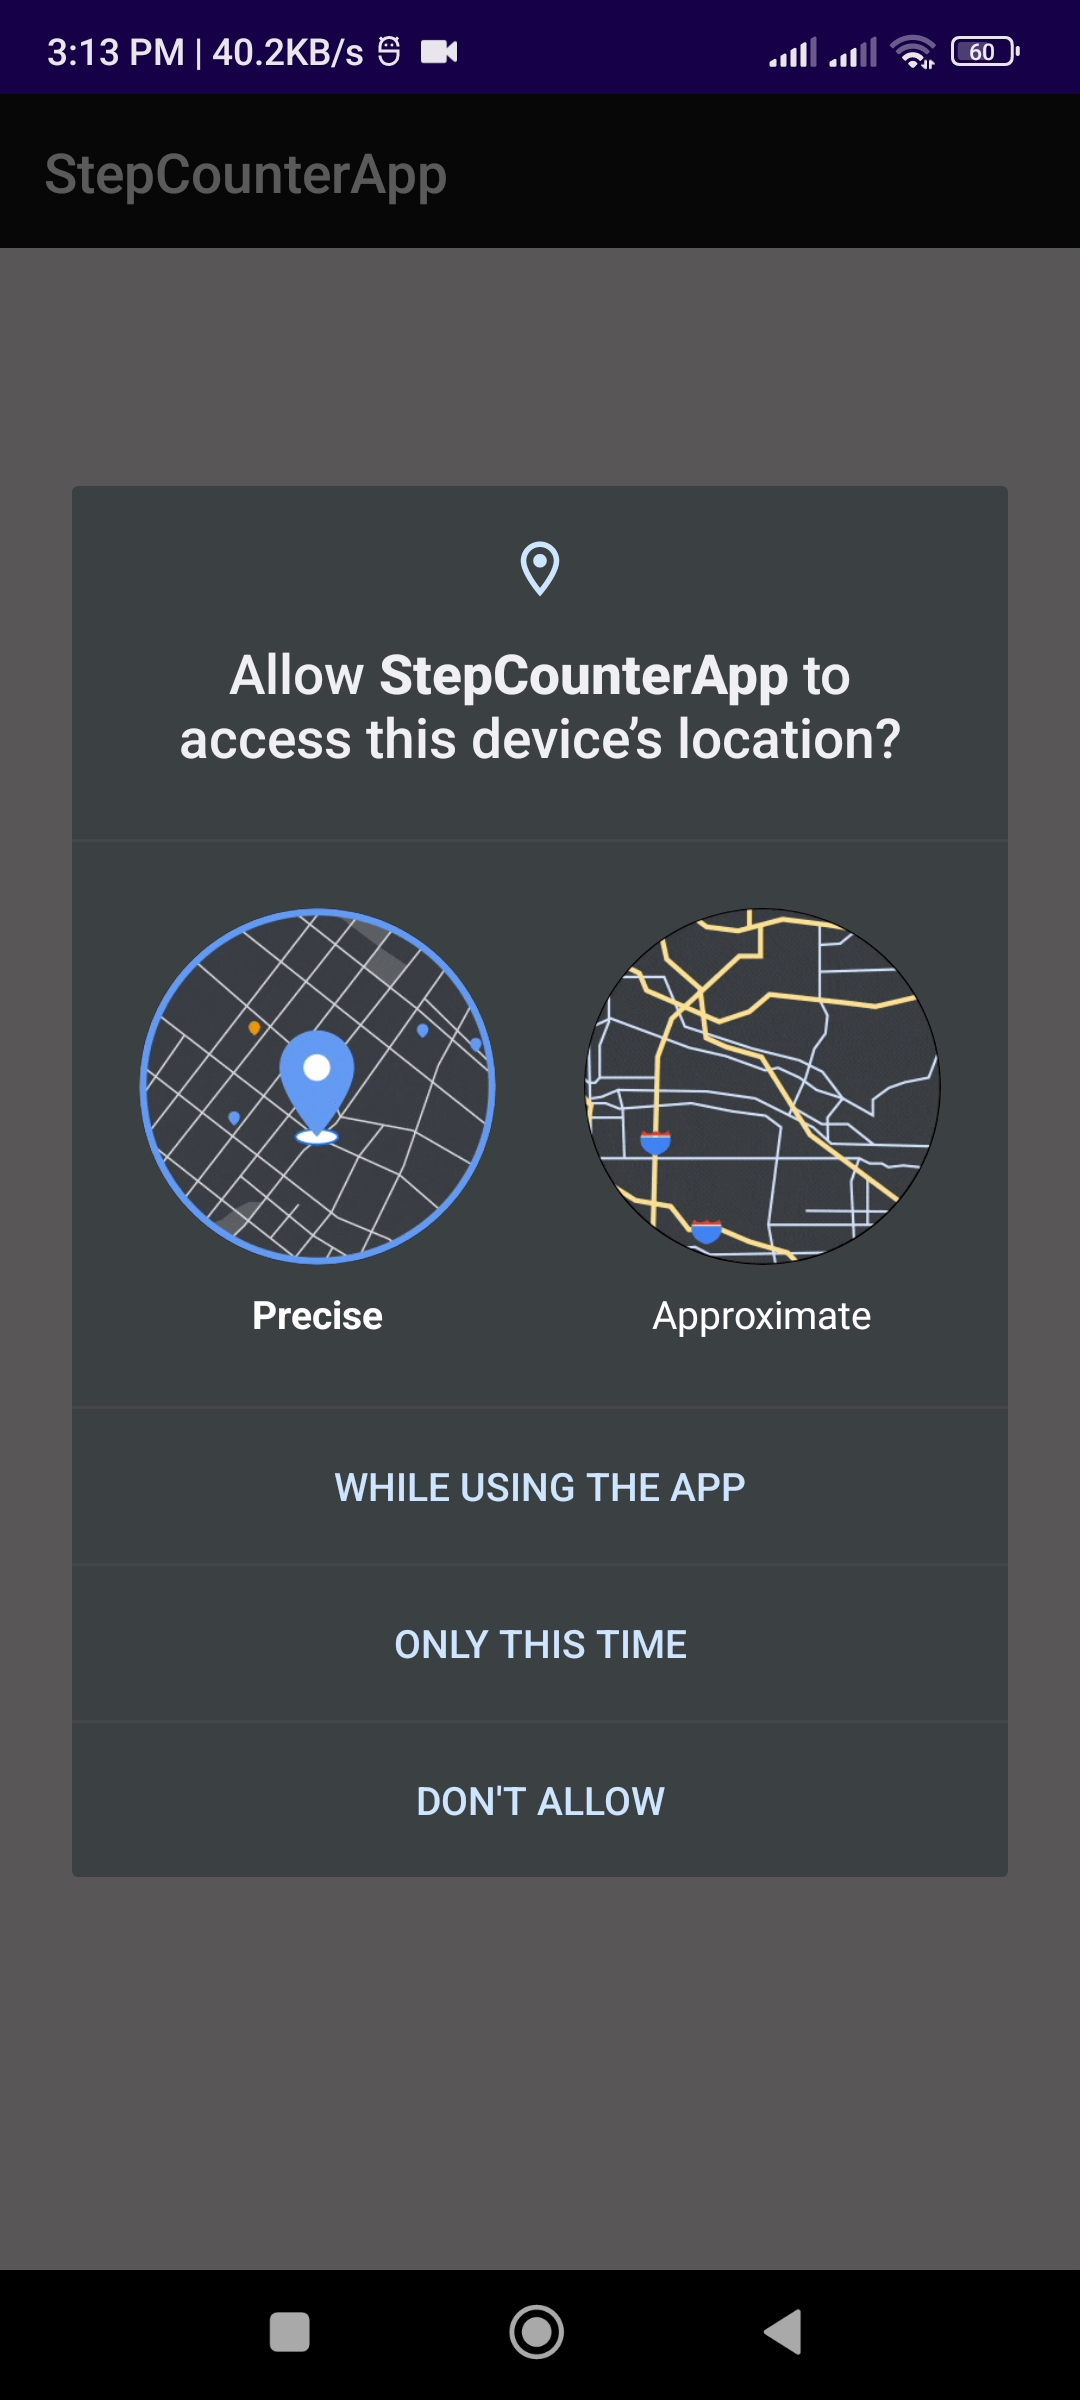 3:13 PM | 40.2KB/s 60
StepCounterApp
Allow StepCounterApp to
access this device’s location?
Precise Approximate
WHILE USING THE APP
ONLY THIS TIME
DON'T ALLOW